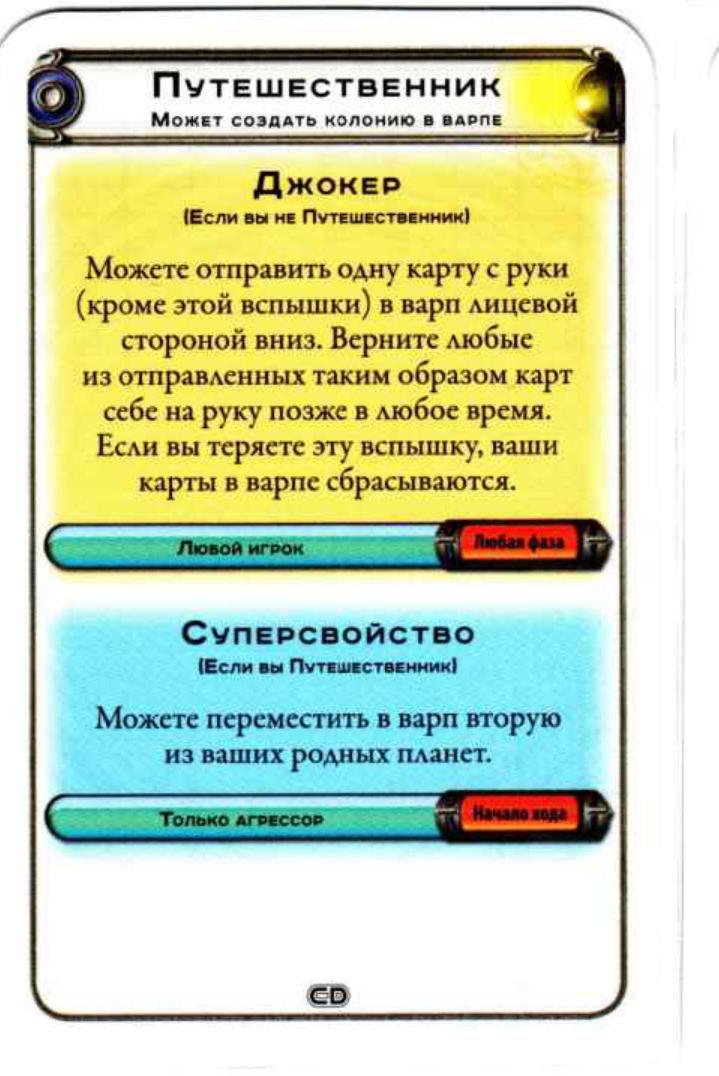 Путешественник
Может создать колонию в варпе
Джокер
(Если вы не Путешественник)
Можете отправить одну карту с руки
(кроме этой вспышки) в варп лицевой
стороной вниз. Верните любые
из отправленных таким образом карт
себе на руку позже в любое время.
Если вы теряете эту вспышку, ваши
карты в варпе сбрасываются.
Любой игрок
Любая фаза
Суперсвойство
(Если вы Путешественник)
Можете переместить в варп вторую
из ваших родных планет.
Только агрессор
Начало хода